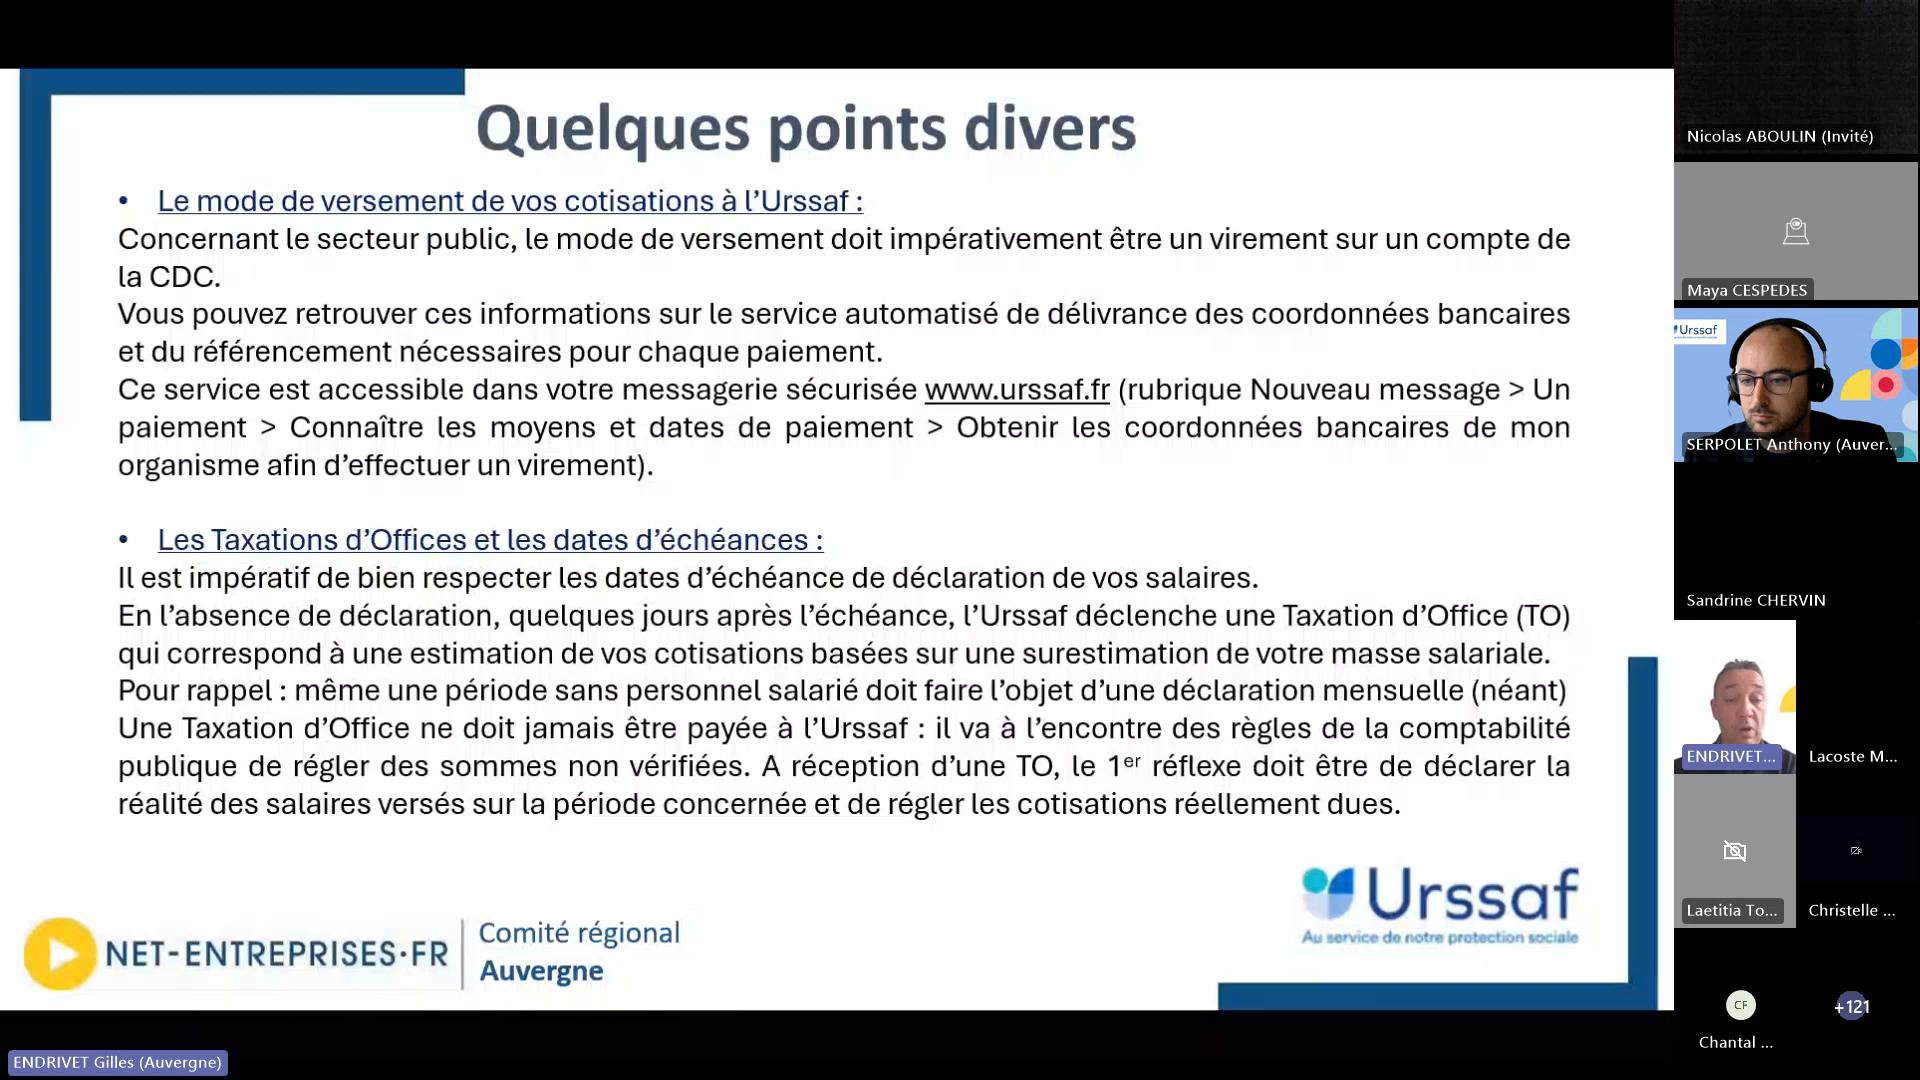 Quelques points divers
• Le mode de versement de vos cotisations à l’Urssaf :
Concernant le secteur public, le mode de versement doit impérativement être un virement sur un compte de
la CDC.
Vous pouvez retrouver ces informations sur le service automatisé de délivrance des coordonnées bancaires
et du référencement nécessaires pour chaque paiement.
Ce service est accessible dans votre messagerie sécurisée www.urssaf.fr (rubrique Nouveau message > Un
paiement > Connaître les moyens et dates de paiement > Obtenir les coordonnées bancaires de mon
organisme afin d’effectuer un virement).
• Les Taxations d’Offices et les dates d’échéances :
Il est impératif de bien respecter les dates d’échéance de déclaration de vos salaires.
En l’absence de déclaration, quelques jours après l’échéance, l’Urssaf déclenche une Taxation d’Office (TO)
qui correspond à une estimation de vos cotisations basées sur une surestimation de votre masse salariale.
Pour rappel : même une période sans personnel salarié doit faire l’objet d’une déclaration mensuelle (néant)
Une Taxation d’Office ne doit jamais être payée à l’Urssaf : il va à l’encontre des règles de la comptabilité
publique de régler des sommes non vérifiées. A réception d’une TO, le 1er réflexe doit être de déclarer la
réalité des salaires versés sur la période concernée et de régler les cotisations réellement dues.
Urssaf
Au service de notre protection sociale
NET-ENTREPRISES·FR
Comité régional
Auvergne
ENDRIVET Gilles (Auvergne)
Nicolas ABOULIN (Invité)
Maya CESPEDES
Urssaf
SERPOLET Anthony (Auver...
Sandrine CHERVIN
ENDRIVET...
Lacoste M...
Laetitia To...
Christelle ...
CF
+121
Chantal ...